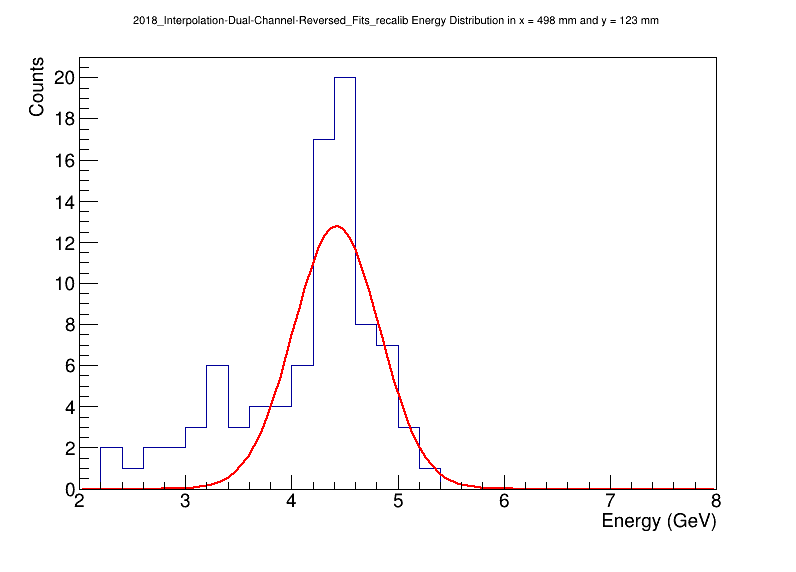 2018_Interpolation-Dual-Channel-Reversed_Fits_recalib Energy Distribution in x = 498 mm and y = 123 mm
Counts
20
18
16
14
12
10
8
6
4
2
0
2 3 4 5 6 7 8
Energy (GeV)